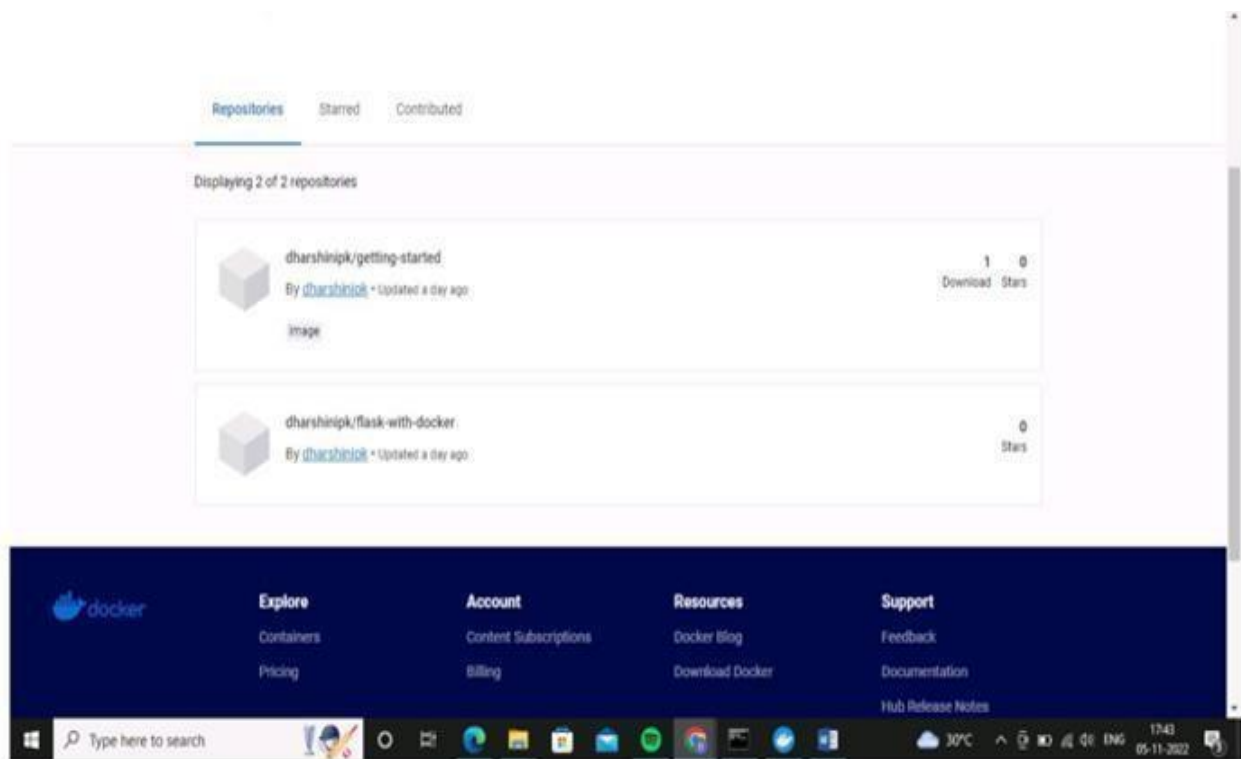 Repositories Starred Contributed
Displaying 2 of 2 repositories
dharshinipk/getting-started
1 0
By dharshinipk • Updated a day ago
Download Stars
Image
dharshinipk/flask-with-docker
0
By dharshinipk • Updated a day ago
Stars
docker
Explore Account Resources Support
Containers Content Subscriptions Docker Blog Feedback
Pricing Billing Download Docker Documentation
Hub Release Notes
Type here to search
30°C ENG 17:43
05-11-2022